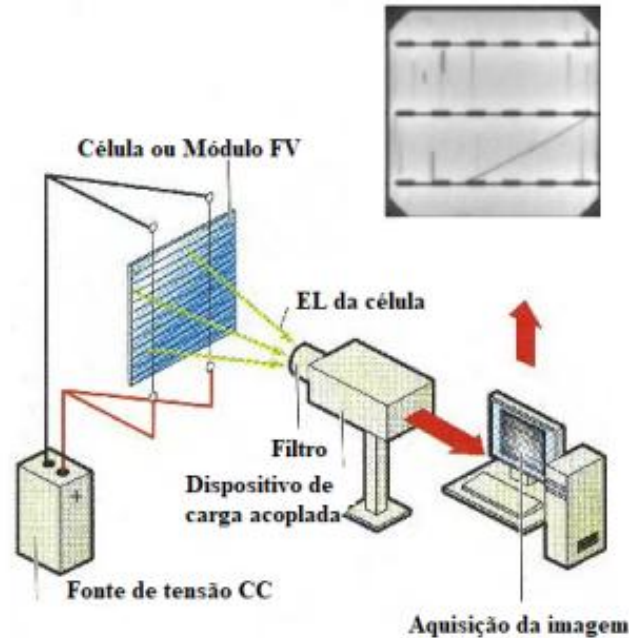 Célula ou Módulo FV
EL da célula
Filtro
Dispositivo de
carga acoplada
+
Fonte de tensão CC
Aquisição da imagem